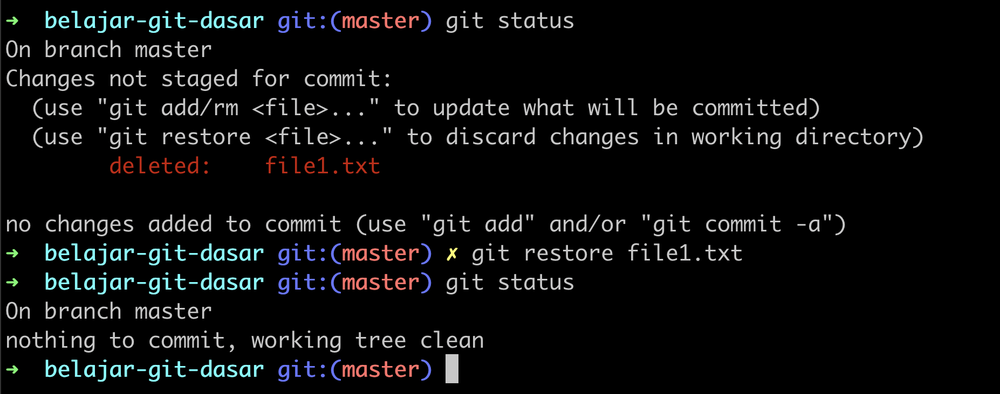 ➜  belajar-git-dasar git:(master) git status
On branch master
Changes not staged for commit:
  (use "git add/rm <file>..." to update what will be committed)
  (use "git restore <file>..." to discard changes in working directory)
        deleted:    file1.txt

no changes added to commit (use "git add" and/or "git commit -a")
➜  belajar-git-dasar git:(master) ✗ git restore file1.txt
➜  belajar-git-dasar git:(master) git status
On branch master
nothing to commit, working tree clean
➜  belajar-git-dasar git:(master)